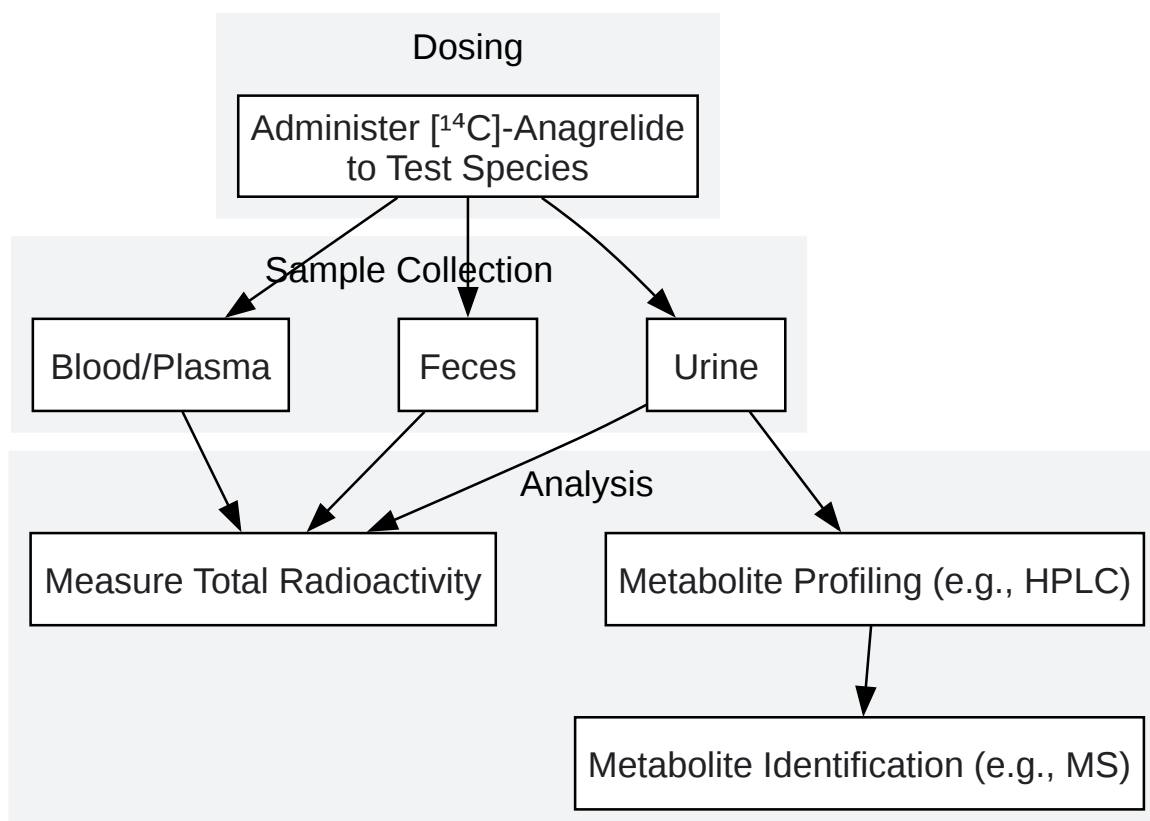 Dosing
Administer [¹⁴C]-Anagrelide
to Test Species
Sample Collection
Blood/Plasma
Feces
Urine
Analysis
Measure Total Radioactivity
Metabolite Profiling (e.g., HPLC)
Metabolite Identification (e.g., MS)